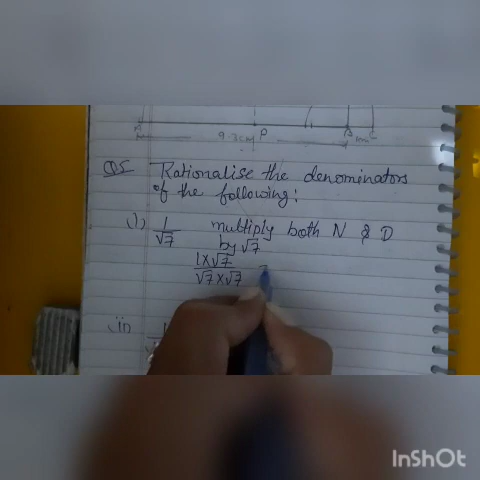 9.3cm P
Q5 Rationalise the denominators
of the following:
(i) 1/√7 multiply both N & D
by √7
1×√7/√7×√7 =
(ii) 1
InShOt